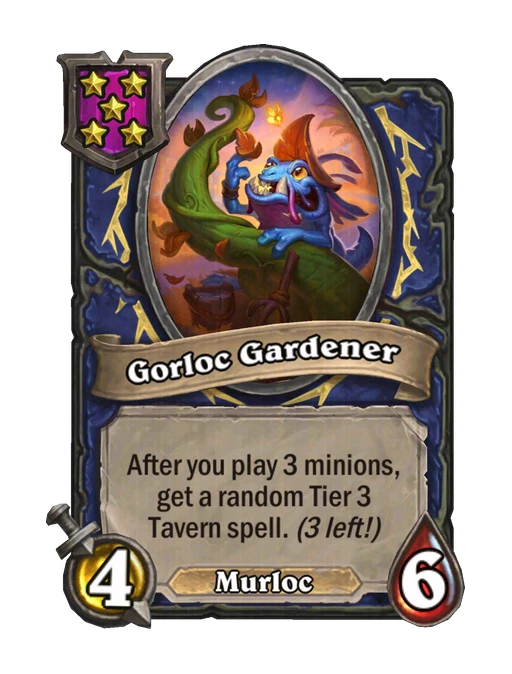 Gorloc Gardener
After you play 3 minions,
get a random Tier 3
Tavern spell. (3 left!)
4
Murloc
6